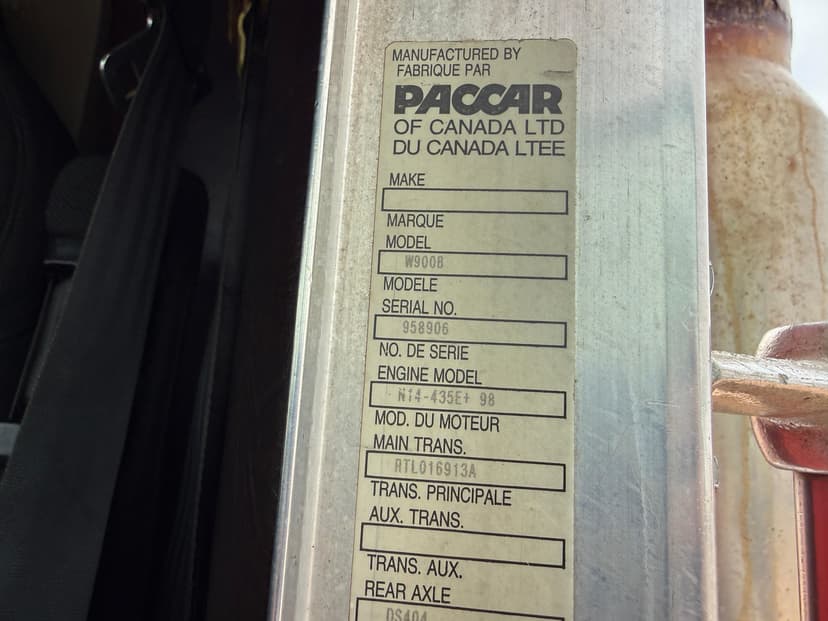 MANUFACTURED BY
FABRIQUE PAR
PACCAR
OF CANADA LTD
DU CANADA LTEE
MAKE
MARQUE
MODEL
W900B
MODELE
SERIAL NO.
958906
NO. DE SERIE
ENGINE MODEL
N14-435E+ 98
MOD. DU MOTEUR
MAIN TRANS.
RTLO16913A
TRANS. PRINCIPALE
AUX. TRANS.
TRANS. AUX.
REAR AXLE
DS404